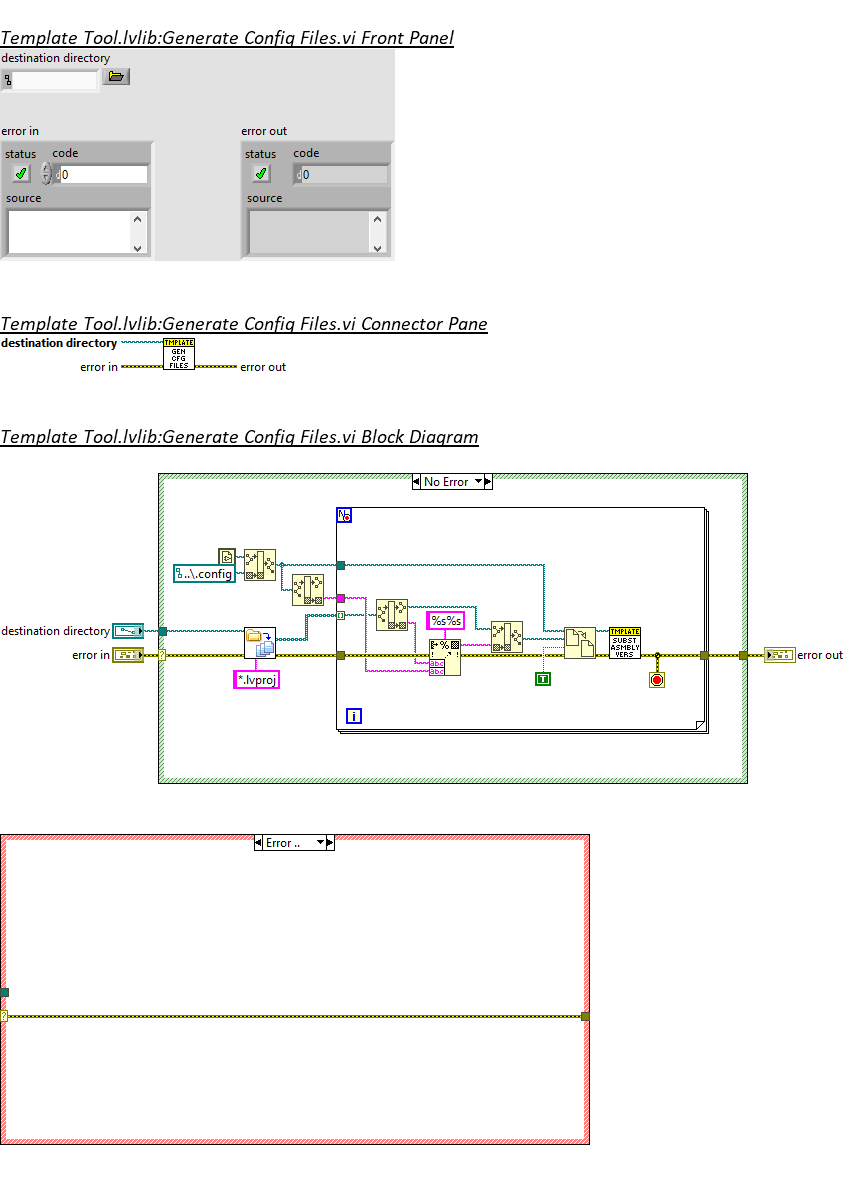 Template Tool.lvlib:Generate Config Files.vi Front Panel
destination directory
error in
error out
status code
status code
0
0
source
source
Template Tool.lvlib:Generate Config Files.vi Connector Pane
destination directory
TMPLATE
GEN
CFG
FILES
error in
error out
Template Tool.lvlib:Generate Config Files.vi Block Diagram
No Error
N
..\.config
%s%s
destination directory
TMPLATE
SUBST
ASMBLY
VERS
error in
error out
abc
abc
*.lvproj
T
i
Error ..
?